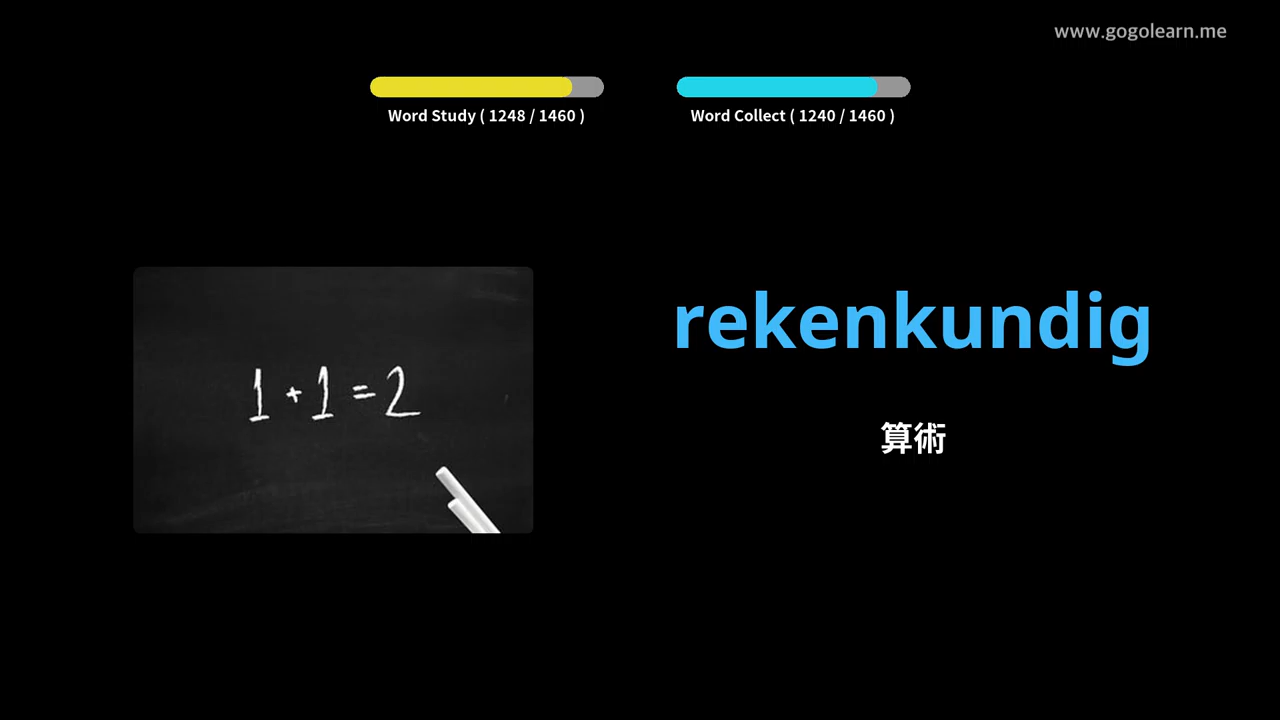 www.gogolearn.me
Word Study ( 1248 / 1460 )
Word Collect ( 1240 / 1460 )
1 + 1 = 2
rekenkundig
算術